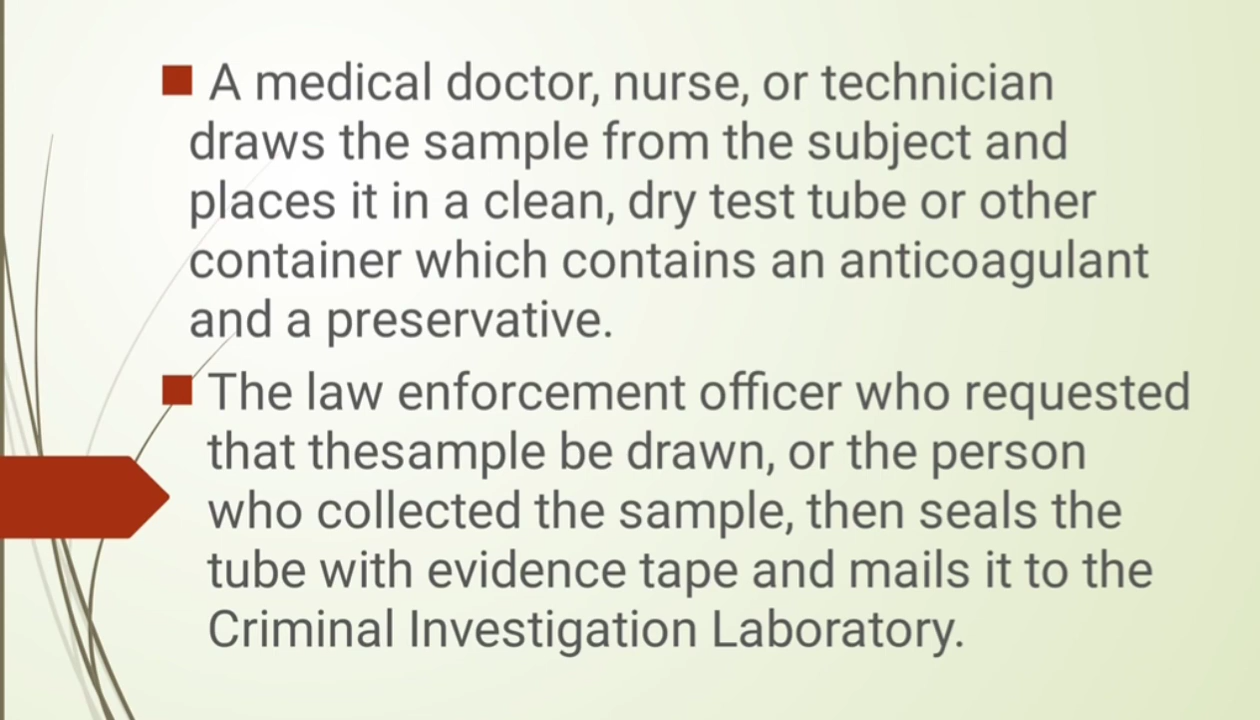 A medical doctor, nurse, or technician
draws the sample from the subject and
places it in a clean, dry test tube or other
container which contains an anticoagulant
and a preservative.
The law enforcement officer who requested
that thesample be drawn, or the person
who collected the sample, then seals the
tube with evidence tape and mails it to the
Criminal Investigation Laboratory.